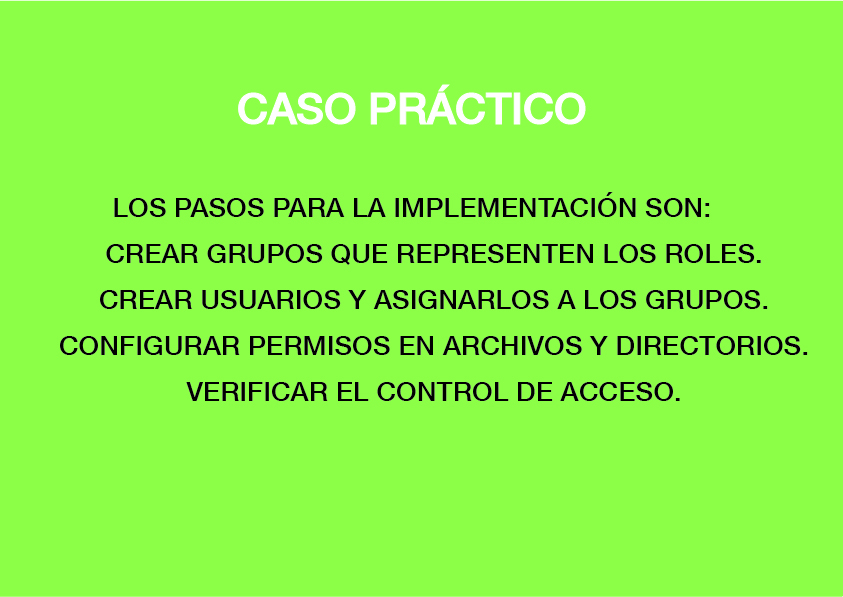 CASO PRÁCTICO
LOS PASOS PARA LA IMPLEMENTACIÓN SON:
CREAR GRUPOS QUE REPRESENTEN LOS ROLES.
CREAR USUARIOS Y ASIGNARLOS A LOS GRUPOS.
CONFIGURAR PERMISOS EN ARCHIVOS Y DIRECTORIOS.
VERIFICAR EL CONTROL DE ACCESO.